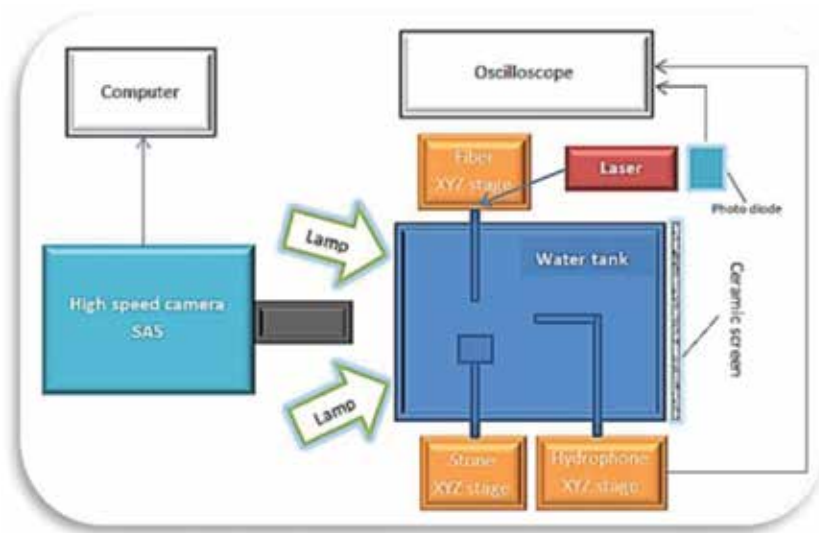 Computer
Oscilloscope
Fiber
XYZ stage
Laser
Photo diode
Lamp
Water tank
High speed camera
SA5
Ceramic screen
Lamp
Stone
XYZ stage
Hydrophone
XYZ stage